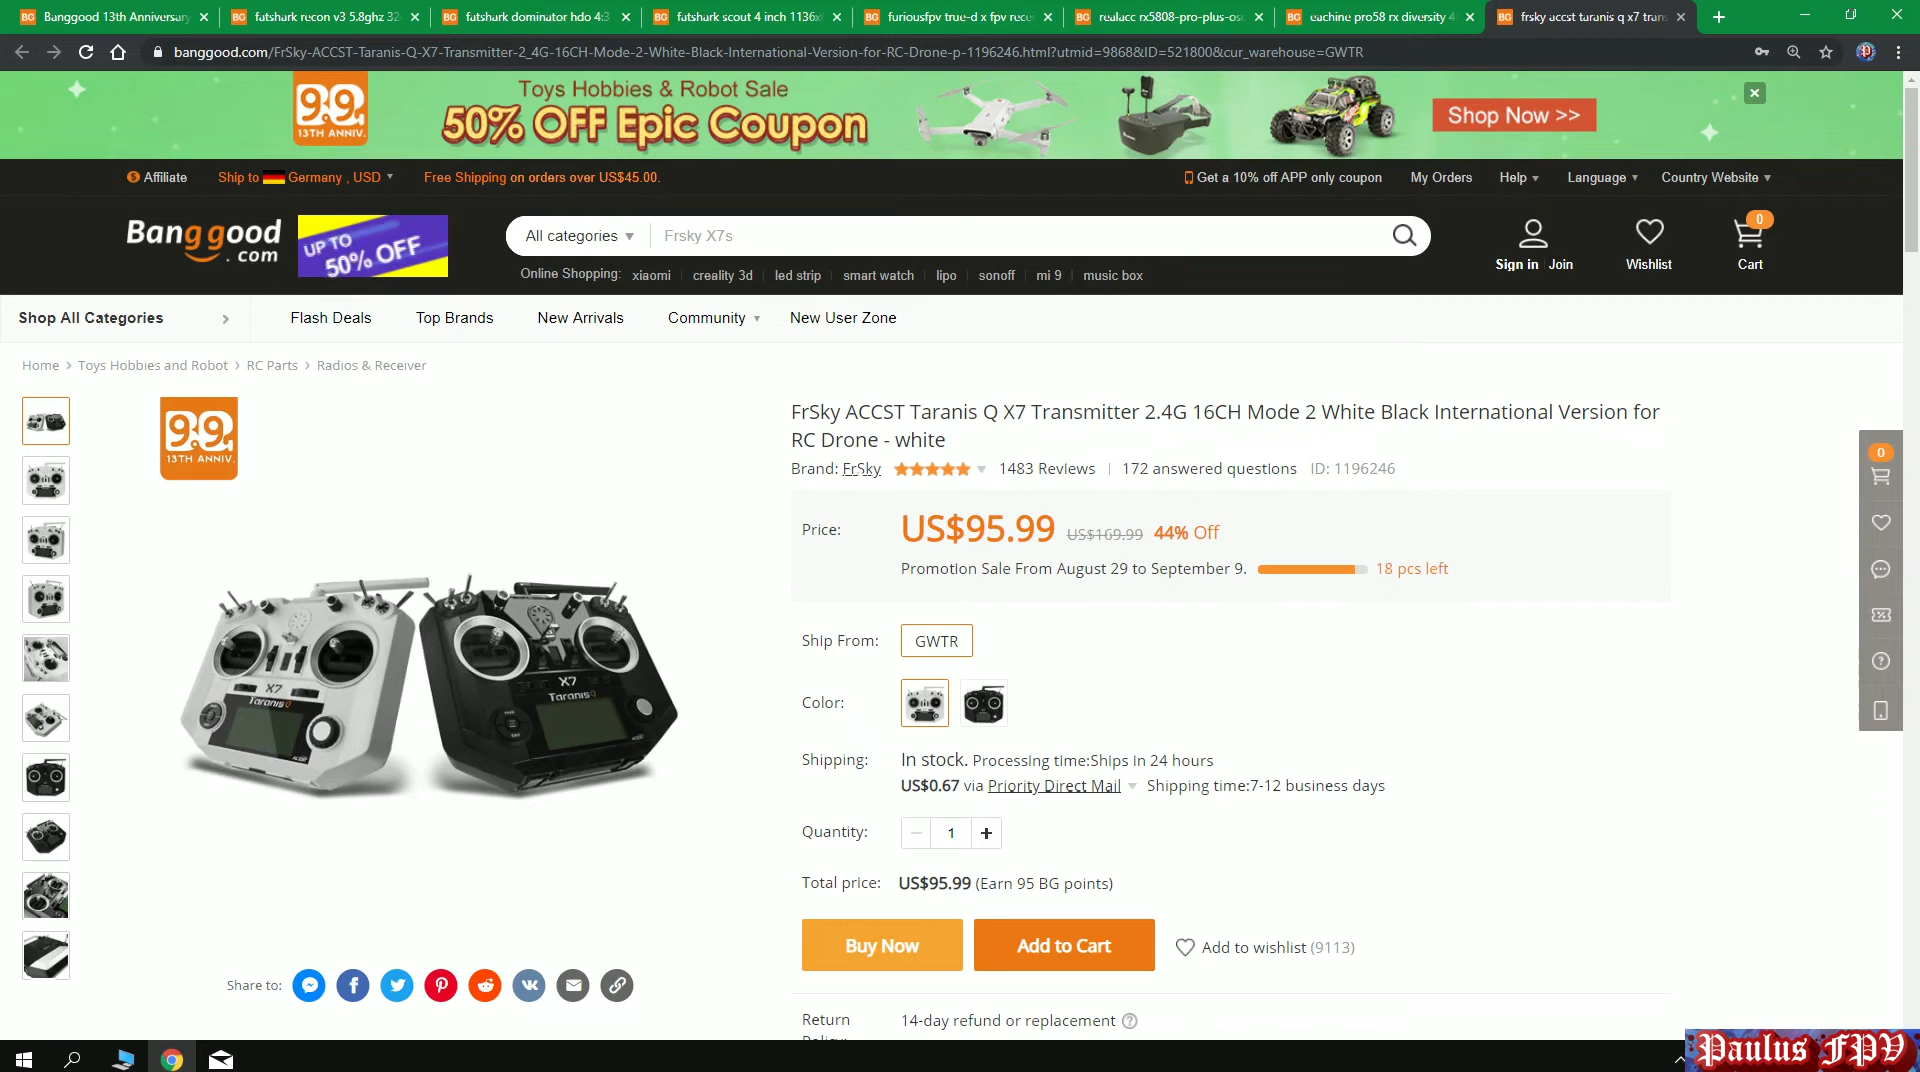 Banggood 13th Anniversary
fatshark recon v3 5.8ghz 32
fatshark dominator hdo 4:3
fatshark scout 4 inch 1136x
furiousfpv true-d x fpv rece
realacc rx5808-pro-plus-os
eachine pro58 rx diversity 4
frsky accst taranis q x7 tran
banggood.com/FrSky-ACCST-Taranis-Q-X7-Transmitter-2_4G-16CH-Mode-2-White-Black-International-Version-for-RC-Drone-p-1196246.html?utmid=9868&ID=521800&cur_warehouse=GWTR
9.9.
13TH ANNIV.
Toys Hobbies & Robot Sale
50% OFF Epic Coupon
Shop Now >>
Affiliate
Ship to Germany , USD
Free Shipping on orders over US$45.00.
Get a 10% off APP only coupon
My Orders
Help
Language
Country Website
Banggood
.com
UP TO
50% OFF
All categories
Frsky X7s
Sign in | Join
Wishlist
0
Cart
Online Shopping: xiaomi | creality 3d | led strip | smart watch | lipo | sonoff | mi 9 | music box
Shop All Categories
Flash Deals
Top Brands
New Arrivals
Community
New User Zone
Home > Toys Hobbies and Robot > RC Parts > Radios & Receiver
9.9.
13TH ANNIV.
X7
Taranis Q
X7
Taranis Q
Share to:
FrSky ACCST Taranis Q X7 Transmitter 2.4G 16CH Mode 2 White Black International Version for
RC Drone - white
Brand: FrSky 1483 Reviews | 172 answered questions ID: 1196246
Price: US$95.99 US$169.99 44% Off
Promotion Sale From August 29 to September 9. 18 pcs left
Ship From: GWTR
Color:
Shipping: In stock. Processing time:Ships in 24 hours
US$0.67 via Priority Direct Mail Shipping time:7-12 business days
Quantity: 1
Total price: US$95.99 (Earn 95 BG points)
Buy Now
Add to Cart
Add to wishlist (9113)
Return 14-day refund or replacement
0
Paulus FPV